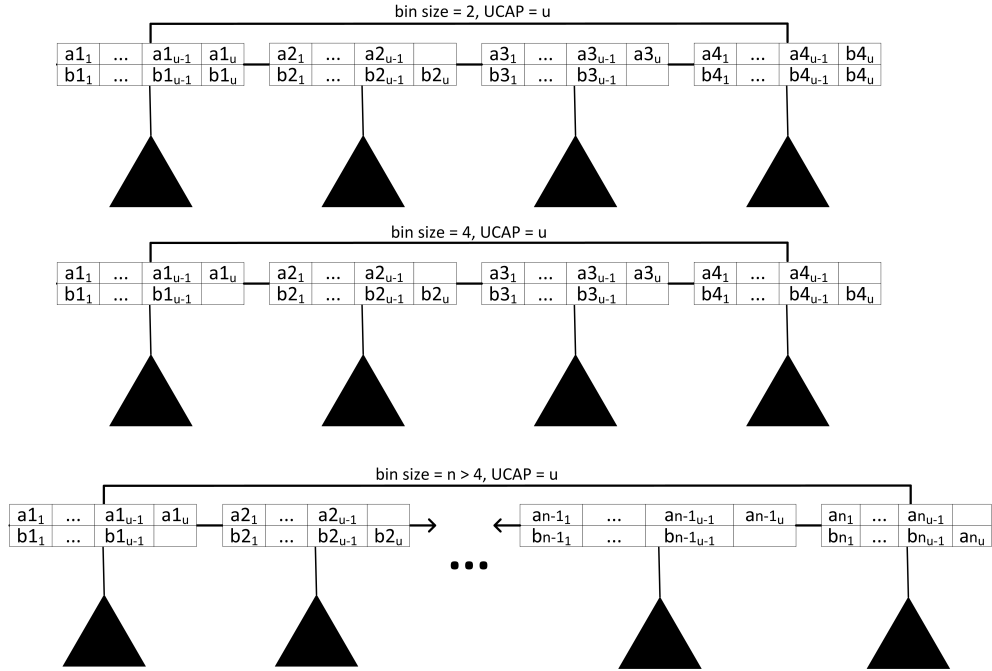 bin size = 2, UCAP = u
a1₁ ... a1ᵤ₋₁ a1ᵤ a2₁ ... a2ᵤ₋₁ a3₁ ... a3ᵤ₋₁ a3ᵤ a4₁ ... a4ᵤ₋₁ b4ᵤ
b1₁ ... b1ᵤ₋₁ b1ᵤ b2₁ ... b2ᵤ₋₁ b2ᵤ b3₁ ... b3ᵤ₋₁ b4₁ ... b4ᵤ₋₁ b4ᵤ
bin size = 4, UCAP = u
a1₁ ... a1ᵤ₋₁ a1ᵤ a2₁ ... a2ᵤ₋₁ a3₁ ... a3ᵤ₋₁ a3ᵤ a4₁ ... a4ᵤ₋₁
b1₁ ... b1ᵤ₋₁ b2₁ ... b2ᵤ₋₁ b2ᵤ b3₁ ... b3ᵤ₋₁ b4₁ ... b4ᵤ₋₁ b4ᵤ
bin size = n > 4, UCAP = u
a1₁ ... a1ᵤ₋₁ a1ᵤ a2₁ ... a2ᵤ₋₁ an-1₁ ... an-1ᵤ₋₁ an-1ᵤ an₁ ... anᵤ₋₁
b1₁ ... b1ᵤ₋₁ b2₁ ... b2ᵤ₋₁ b2ᵤ bn-1₁ ... bn-1ᵤ₋₁ bn₁ ... bnᵤ₋₁ anᵤ
...